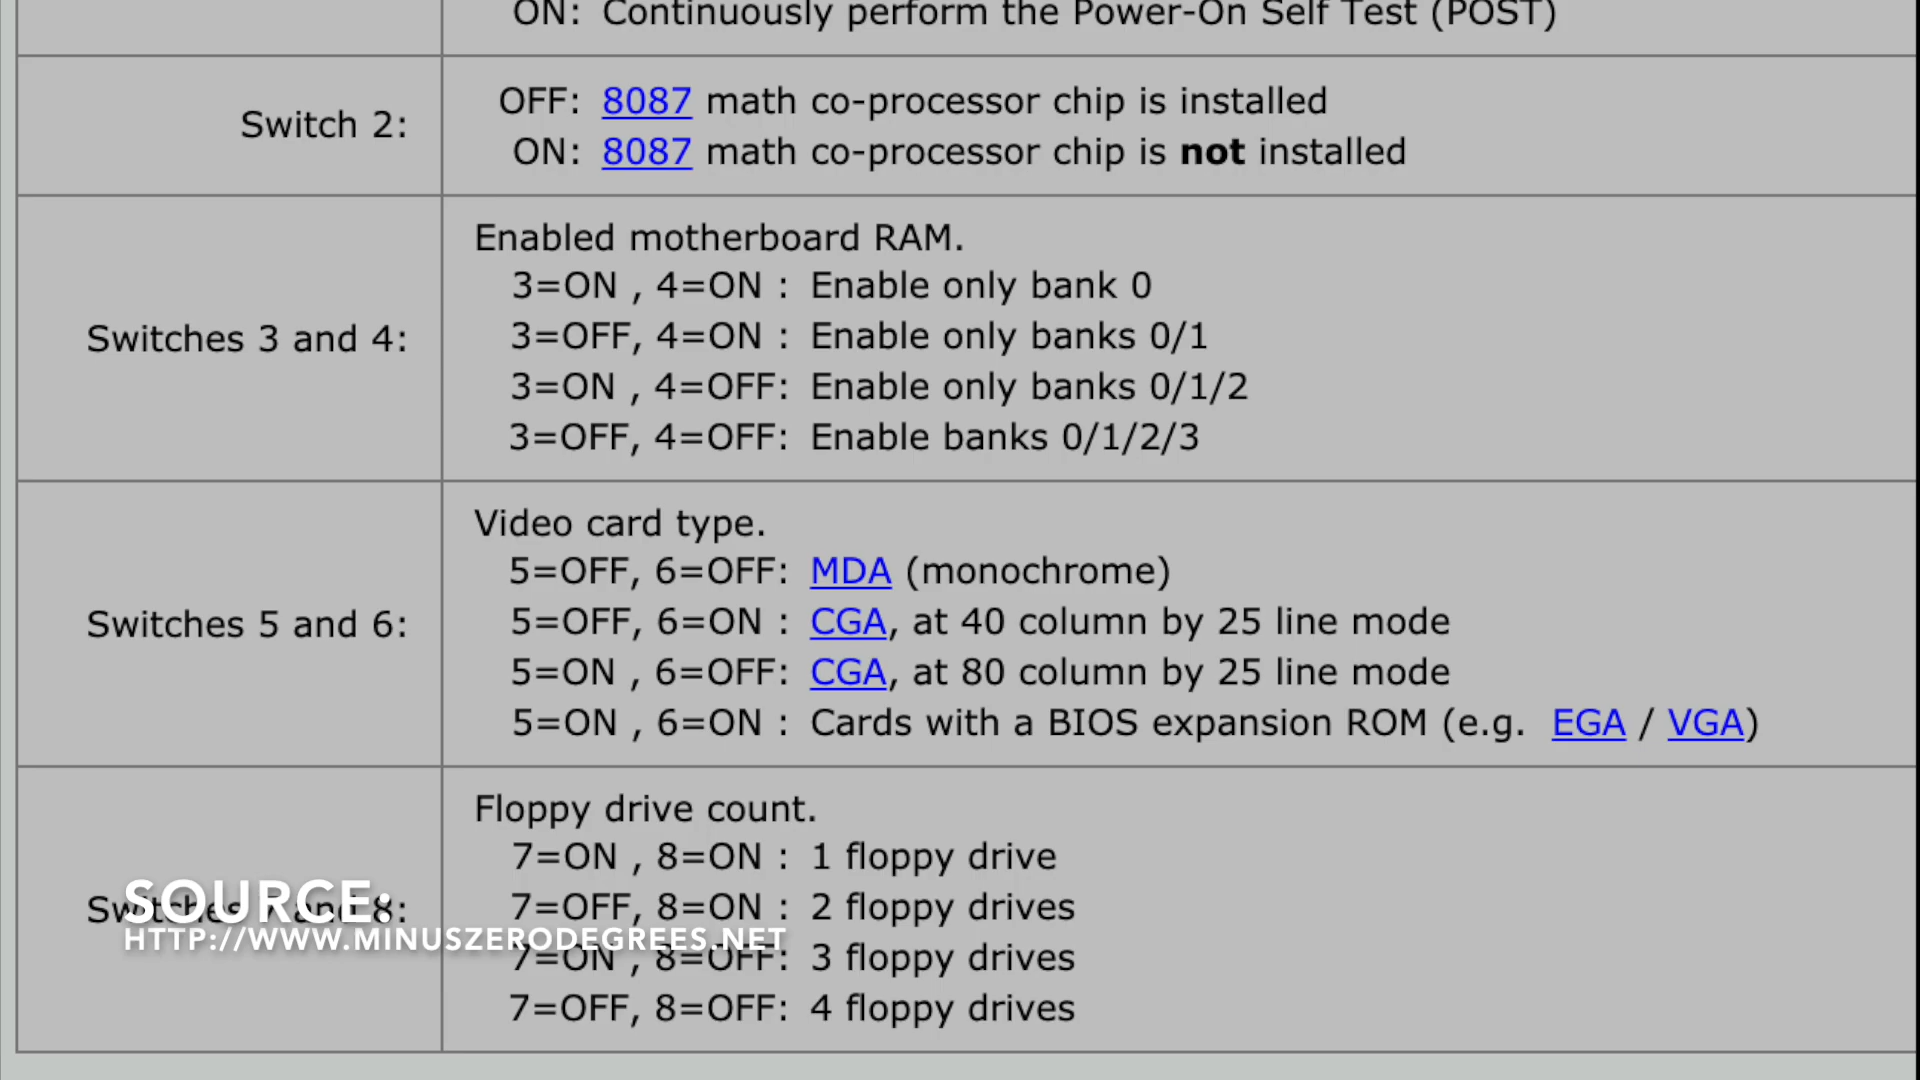 ON: Continuously perform the Power-On Self Test (POST)
Switch 2:
OFF: 8087 math co-processor chip is installed
ON: 8087 math co-processor chip is not installed
Switches 3 and 4:
Enabled motherboard RAM.
3=ON , 4=ON : Enable only bank 0
3=OFF, 4=ON : Enable only banks 0/1
3=ON , 4=OFF: Enable only banks 0/1/2
3=OFF, 4=OFF: Enable banks 0/1/2/3
Switches 5 and 6:
Video card type.
5=OFF, 6=OFF: MDA (monochrome)
5=OFF, 6=ON : CGA, at 40 column by 25 line mode
5=ON , 6=OFF: CGA, at 80 column by 25 line mode
5=ON , 6=ON : Cards with a BIOS expansion ROM (e.g. EGA / VGA)
Switches 7 and 8:
Floppy drive count.
7=ON , 8=ON : 1 floppy drive
7=OFF, 8=ON : 2 floppy drives
7=ON , 8=OFF: 3 floppy drives
7=OFF, 8=OFF: 4 floppy drives
SOURCE:
HTTP://WWW.MINUSZERODEGREES.NET